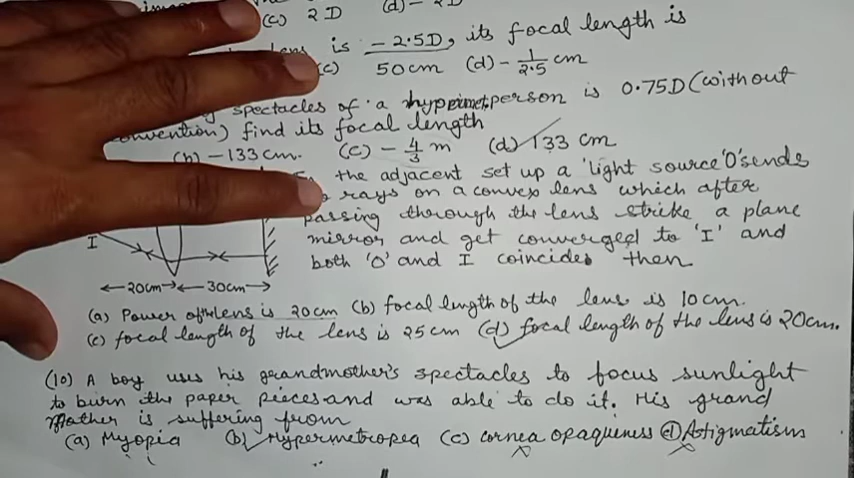 (c) 2D (d) - 2D
is - 2.5D, its focal length is
(c) 50cm (d) - 1/2.5 cm
spectacles of a person is 0.75D (without
convention) find its focal length
(b) - 133 cm. (c) - 4/3 m (d) 133 cm
the adjacent set up a 'light source 'O' sends
rays on a convex lens which after
passing through the lens strike a plane
mirror and get converged to 'I' and
both 'O' and I coincides then
I
20cm 30cm
(a) Power of the lens is 20cm (b) focal length of the lens is 10cm.
(c) focal length of the lens is 25cm (d) focal length of the lens is 20cm.
(10) A boy uses his grandmother's spectacles to focus sunlight
to burn the paper pieces and was able to do it. His grand
Mother is suffering from
(a) Myopia (b) Hypermetropea (c) cornea opaqueness (d) Astigmatism